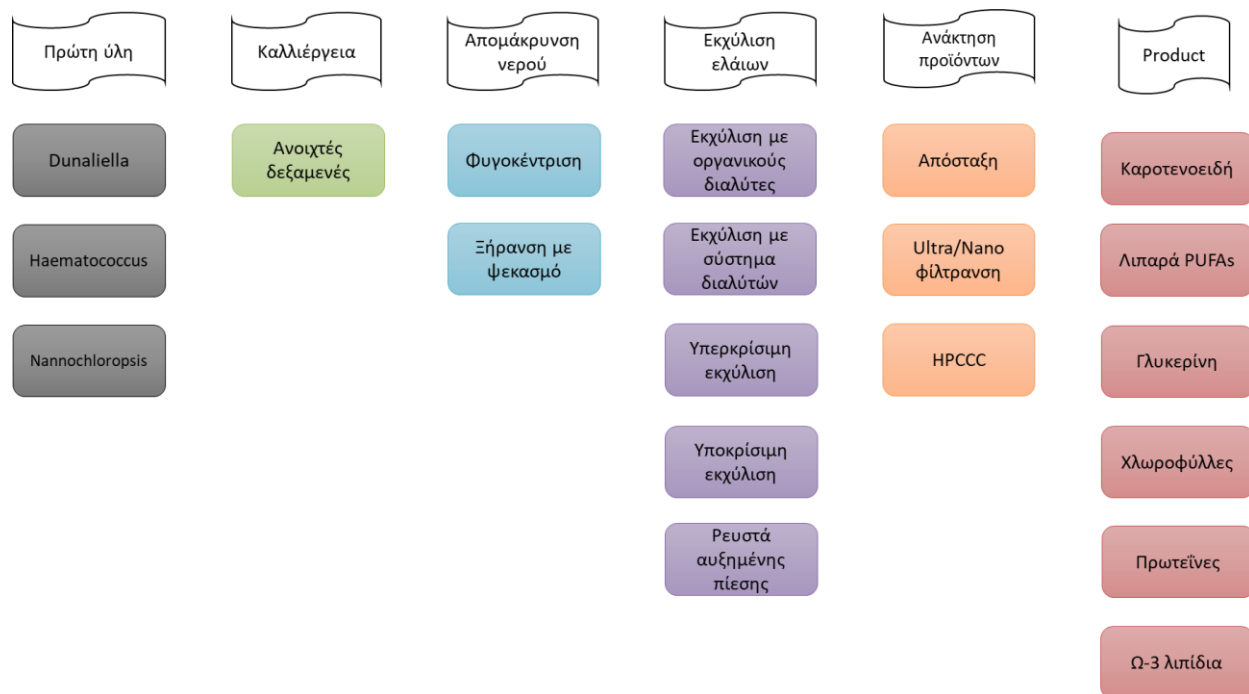 Πρώτη ύλη
Καλλιέργεια
Απομάκρυνση
νερού
Εκχύλιση
ελάιων
Ανάκτηση
προϊόντων
Product
Dunaliella
Ανοιχτές
δεξαμενές
Φυγοκέντριση
Εκχύλιση με
οργανικούς
διαλύτες
Απόσταξη
Καροτενοειδή
Haematococcus
Ξήρανση με
ψεκασμό
Εκχύλιση με
σύστημα
διαλύτών
Ultra/Nano
φίλτρανση
Λιπαρά PUFAs
Nannochloropsis
Υπερκρίσιμη
εκχύλιση
HPCCC
Γλυκερίνη
Υποκρίσιμη
εκχύλιση
Χλωροφύλλες
Ρευστά
αυξημένης
πίεσης
Πρωτεΐνες
Ω-3 λιπίδια